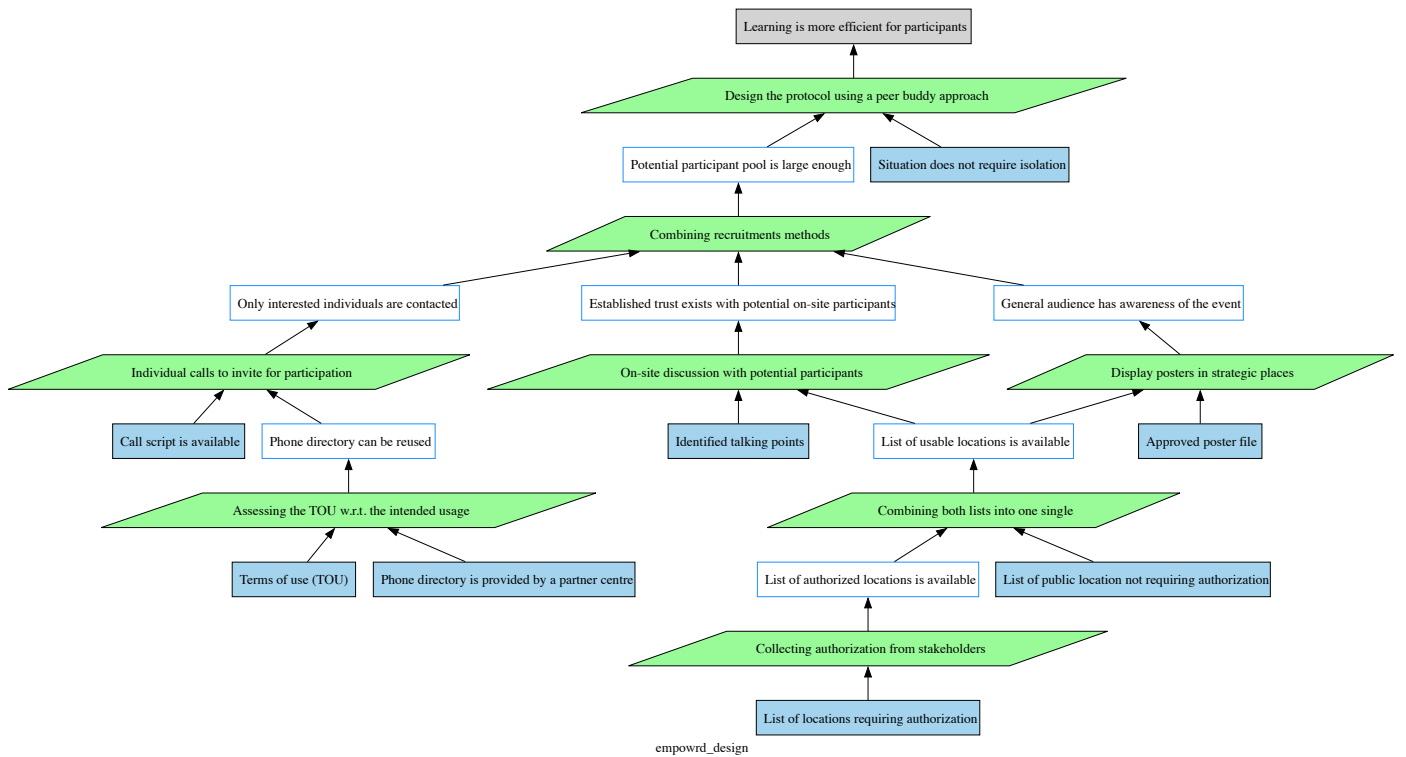 Learning is more efficient for participants
Design the protocol using a peer buddy approach
Potential participant pool is large enough
Situation does not require isolation
Combining recruitments methods
Only interested individuals are contacted
Established trust exists with potential on-site participants
General audience has awareness of the event
Individual calls to invite for participation
On-site discussion with potential participants
Display posters in strategic places
Call script is available
Phone directory can be reused
Identified talking points
List of usable locations is available
Approved poster file
Assessing the TOU w.r.t. the intended usage
Combining both lists into one single
Terms of use (TOU)
Phone directory is provided by a partner centre
List of authorized locations is available
List of public location not requiring authorization
Collecting authorization from stakeholders
List of locations requiring authorization
empowrd_design